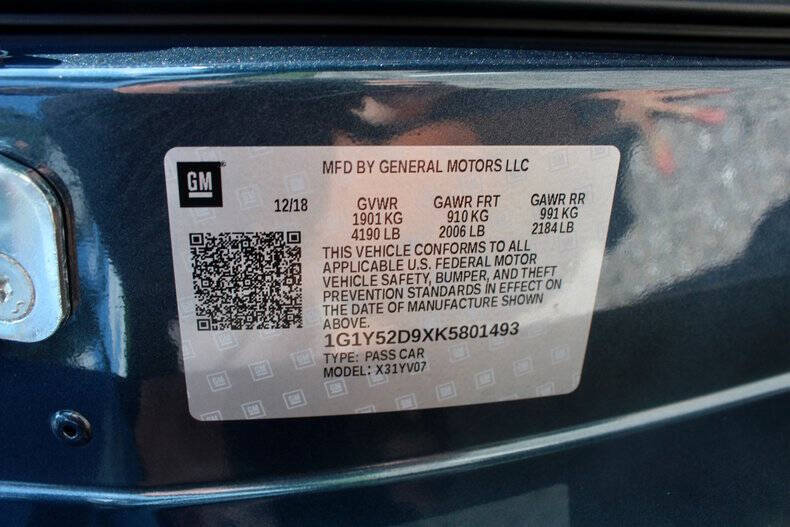 GM
MFD BY GENERAL MOTORS LLC
12/18 GVWR GAWR FRT GAWR RR
1901 KG 910 KG 991 KG
4190 LB 2006 LB 2184 LB
THIS VEHICLE CONFORMS TO ALL
APPLICABLE U.S. FEDERAL MOTOR
VEHICLE SAFETY, BUMPER, AND THEFT
PREVENTION STANDARDS IN EFFECT ON
THE DATE OF MANUFACTURE SHOWN
ABOVE.
1G1Y52D9XK5801493
TYPE: PASS CAR
MODEL: X31YV07